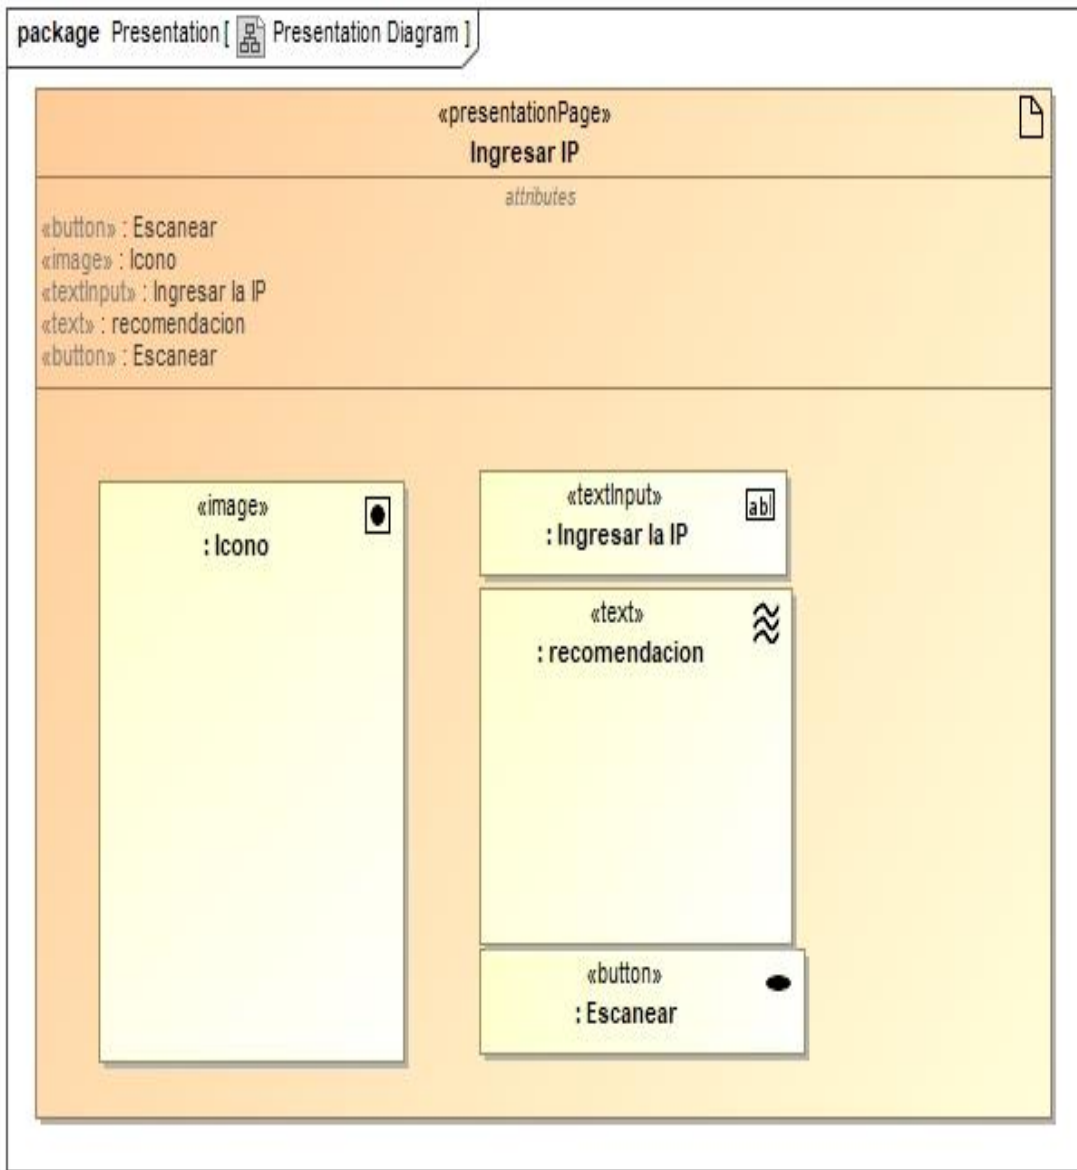 package Presentation [ Presentation Diagram ]
«presentationPage»
Ingresar IP
attributes
«button» : Escanear
«image» : Icono
«textInput» : Ingresar la IP
«text» : recomendacion
«button» : Escanear
«image»
: Icono
«textInput»
: Ingresar la IP
abl
«text»
: recomendacion
«button»
: Escanear